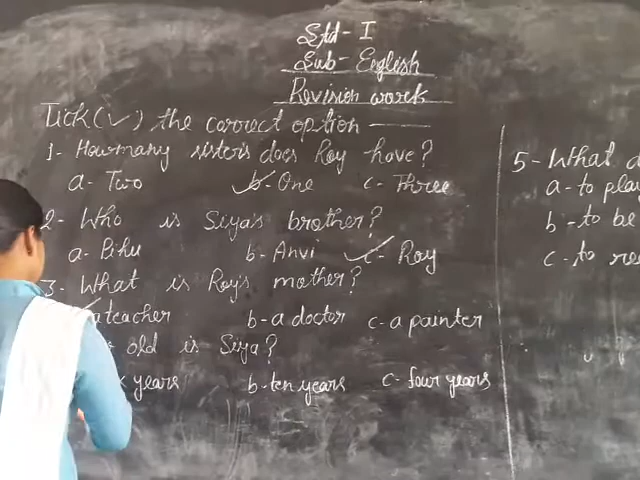 Std - I
Sub - English
Revision work
Tick (✓) the correct option
1 - How many sisters does Roy have?
a - Two b - One c - Three
2 - Who is Siya's brother?
a - Bihu b - Anvi c - Roy
3 - What is Roy's mother?
a teacher b - a doctor c - a painter
old is Siya?
years b - ten years c - four years
5 - What
a - to play
b - to be
c - to